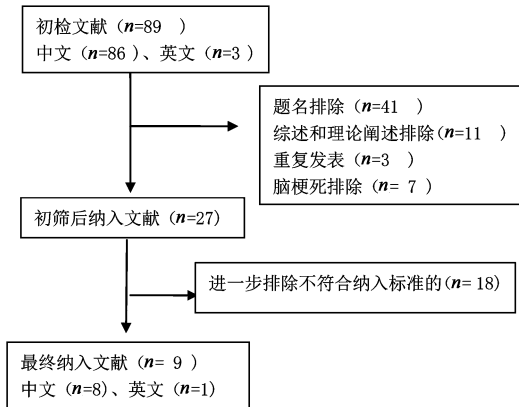 初检文献（n=89 ）
中文（n=86 ）、英文（n=3 ）
题名排除（n=41 ）
综述和理论阐述排除(n=11 ）
重复发表（n=3 ）
脑梗死排除（n= 7 ）
初筛后纳入文献（n=27)
进一步排除不符合纳入标准的(n= 18)
最终纳入文献（n= 9 ）
中文（n=8)、英文（n=1)